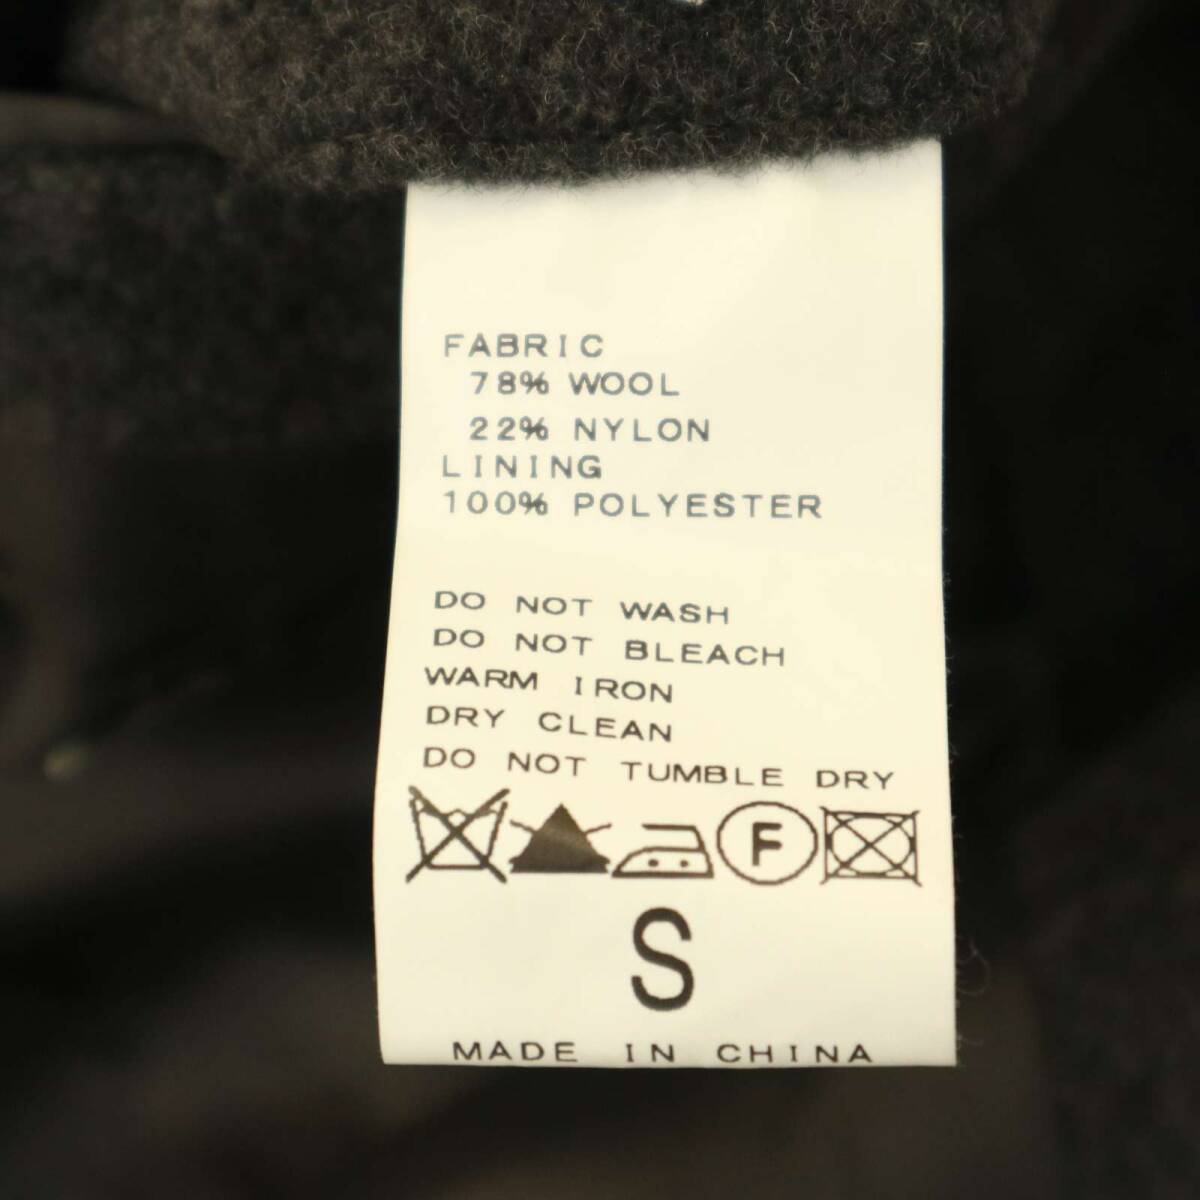 FABRIC
78% WOOL
22% NYLON
LINING
100% POLYESTER
DO NOT WASH
DO NOT BLEACH
WARM IRON
DRY CLEAN
DO NOT TUMBLE DRY
F
S
MADE IN CHINA